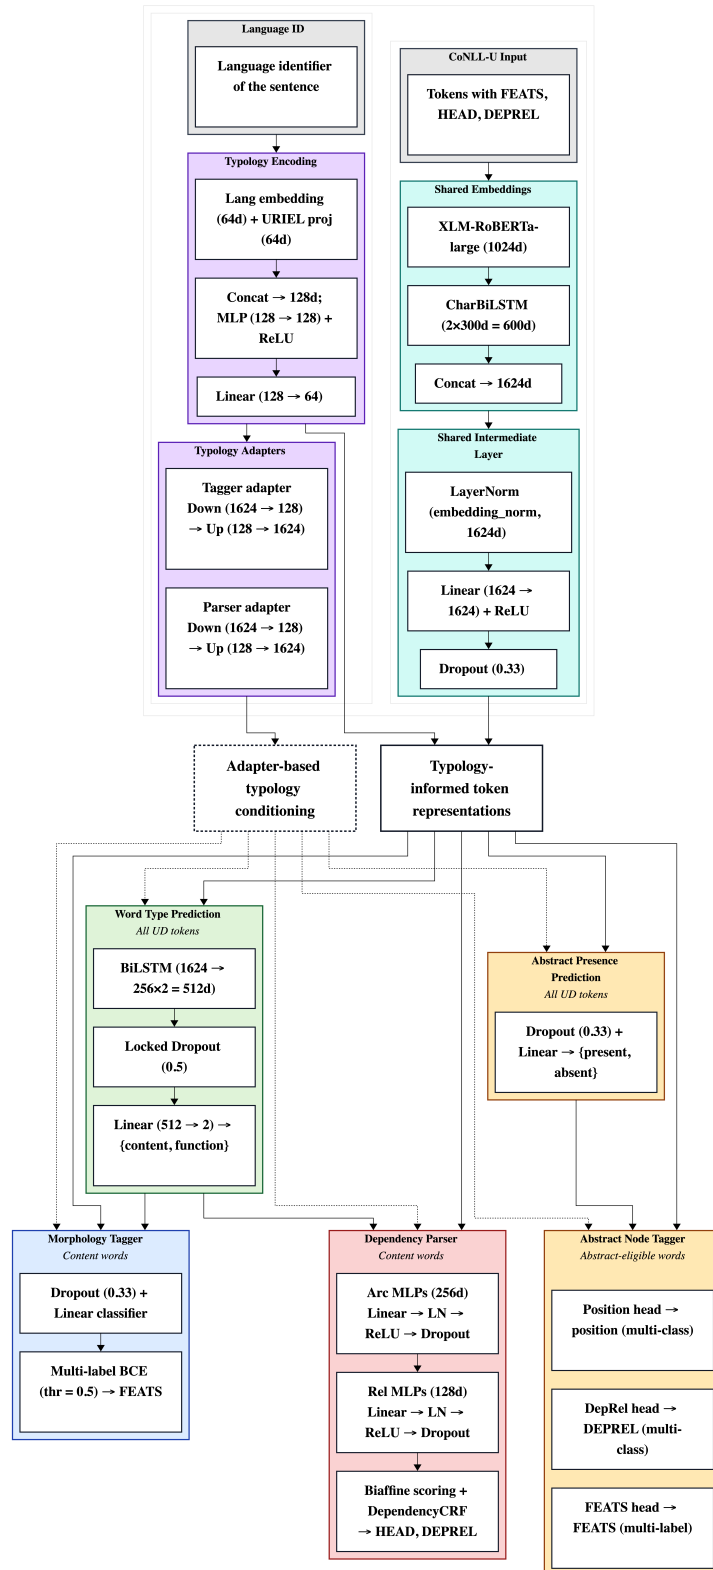 Language ID
Language identifier
of the sentence
CoNLL-U Input
Tokens with FEATS,
HEAD, DEPREL
Typology Encoding
Lang embedding
(64d) + URIEL proj
(64d)
Concat → 128d;
MLP (128 → 128) +
ReLU
Linear (128 → 64)
Shared Embeddings
XLM-RoBERTa-
large (1024d)
CharBiLSTM
(2×300d = 600d)
Concat → 1624d
Typology Adapters
Tagger adapter
Down (1624 → 128)
→ Up (128 → 1624)
Parser adapter
Down (1624 → 128)
→ Up (128 → 1624)
Shared Intermediate
Layer
LayerNorm
(embedding_norm,
1624d)
Linear (1624 →
1624) + ReLU
Dropout (0.33)
Adapter-based
typology
conditioning
Typology-
informed token
representations
Word Type Prediction
All UD tokens
BiLSTM (1624 →
256×2 = 512d)
Locked Dropout
(0.5)
Linear (512 → 2) →
{content, function}
Abstract Presence
Prediction
All UD tokens
Dropout (0.33) +
Linear → {present,
absent}
Morphology Tagger
Content words
Dropout (0.33) +
Linear classifier
Multi-label BCE
(thr = 0.5) → FEATS
Dependency Parser
Content words
Arc MLPs (256d)
Linear → LN →
ReLU → Dropout
Rel MLPs (128d)
Linear → LN →
ReLU → Dropout
Biaffine scoring +
DependencyCRF
→ HEAD, DEPREL
Abstract Node Tagger
Abstract-eligible words
Position head →
position (multi-class)
DepRel head →
DEPREL (multi-
class)
FEATS head →
FEATS (multi-label)